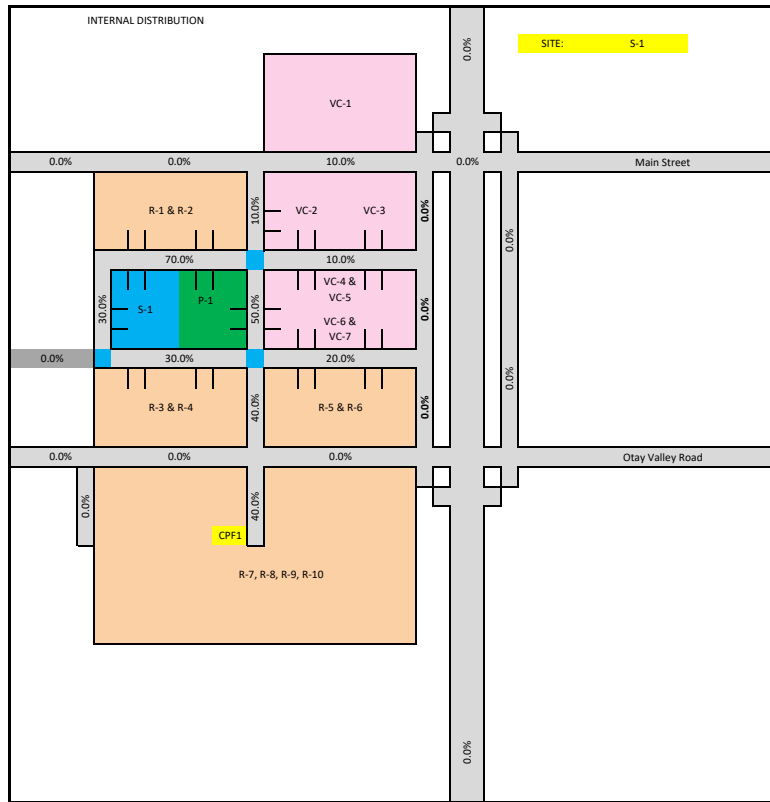 INTERNAL DISTRIBUTION
SITE: S-1
0.0%
VC-1
0.0% 0.0% 10.0% 0.0% Main Street
R-1 & R-2
10.0%
VC-2 VC-3
0.0%
0.0%
70.0% 10.0%
30.0%
S-1
P-1
50.0%
VC-4 &
VC-5
VC-6 &
VC-7
0.0%
0.0% 30.0% 20.0%
0.0%
R-3 & R-4
40.0%
R-5 & R-6
0.0%
0.0% 0.0% 0.0% Otay Valley Road
0.0%
40.0%
CPF1
R-7, R-8, R-9, R-10
0.0%